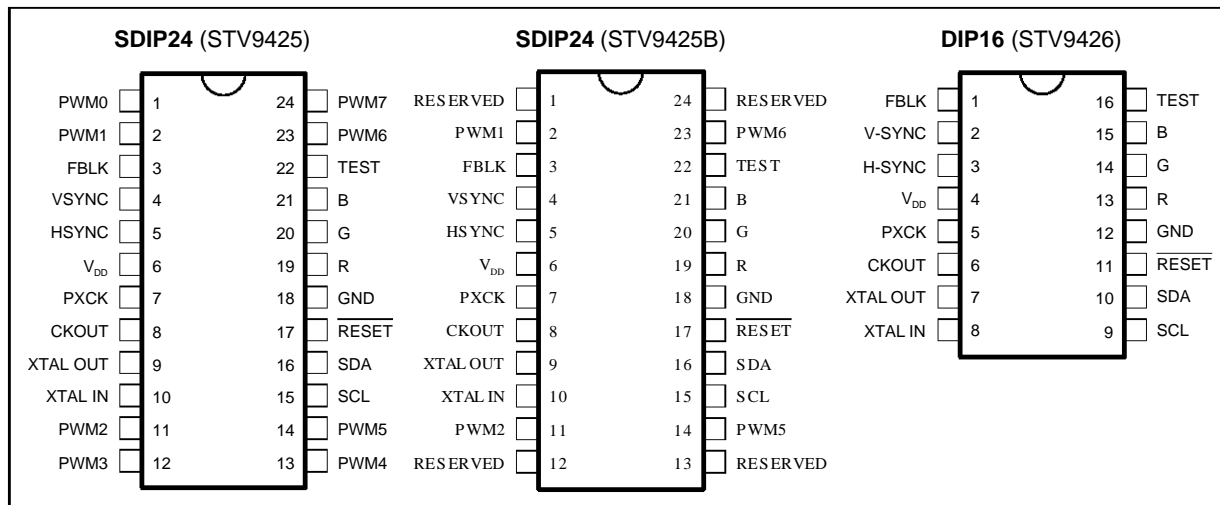 SDIP24 (STV9425)
PWM0 1 24 PWM7
PWM1 2 23 PWM6
FBLK 3 22 TEST
VSYNC 4 21 B
HSYNC 5 20 G
VDD 6 19 R
PXCK 7 18 GND
CKOUT 8 17 RESET
XTAL OUT 9 16 SDA
XTAL IN 10 15 SCL
PWM2 11 14 PWM5
PWM3 12 13 PWM4
SDIP24 (STV9425B)
RESERVED 1 24 RESERVED
PWM1 2 23 PWM6
FBLK 3 22 TEST
VSYNC 4 21 B
HSYNC 5 20 G
VDD 6 19 R
PXCK 7 18 GND
CKOUT 8 17 RESET
XTAL OUT 9 16 SDA
XTAL IN 10 15 SCL
PWM2 11 14 PWM5
RESERVED 12 13 RESERVED
DIP16 (STV9426)
FBLK 1 16 TEST
V-SYNC 2 15 B
H-SYNC 3 14 G
VDD 4 13 R
PXCK 5 12 GND
CKOUT 6 11 RESET
XTAL OUT 7 10 SDA
XTAL IN 8 9 SCL